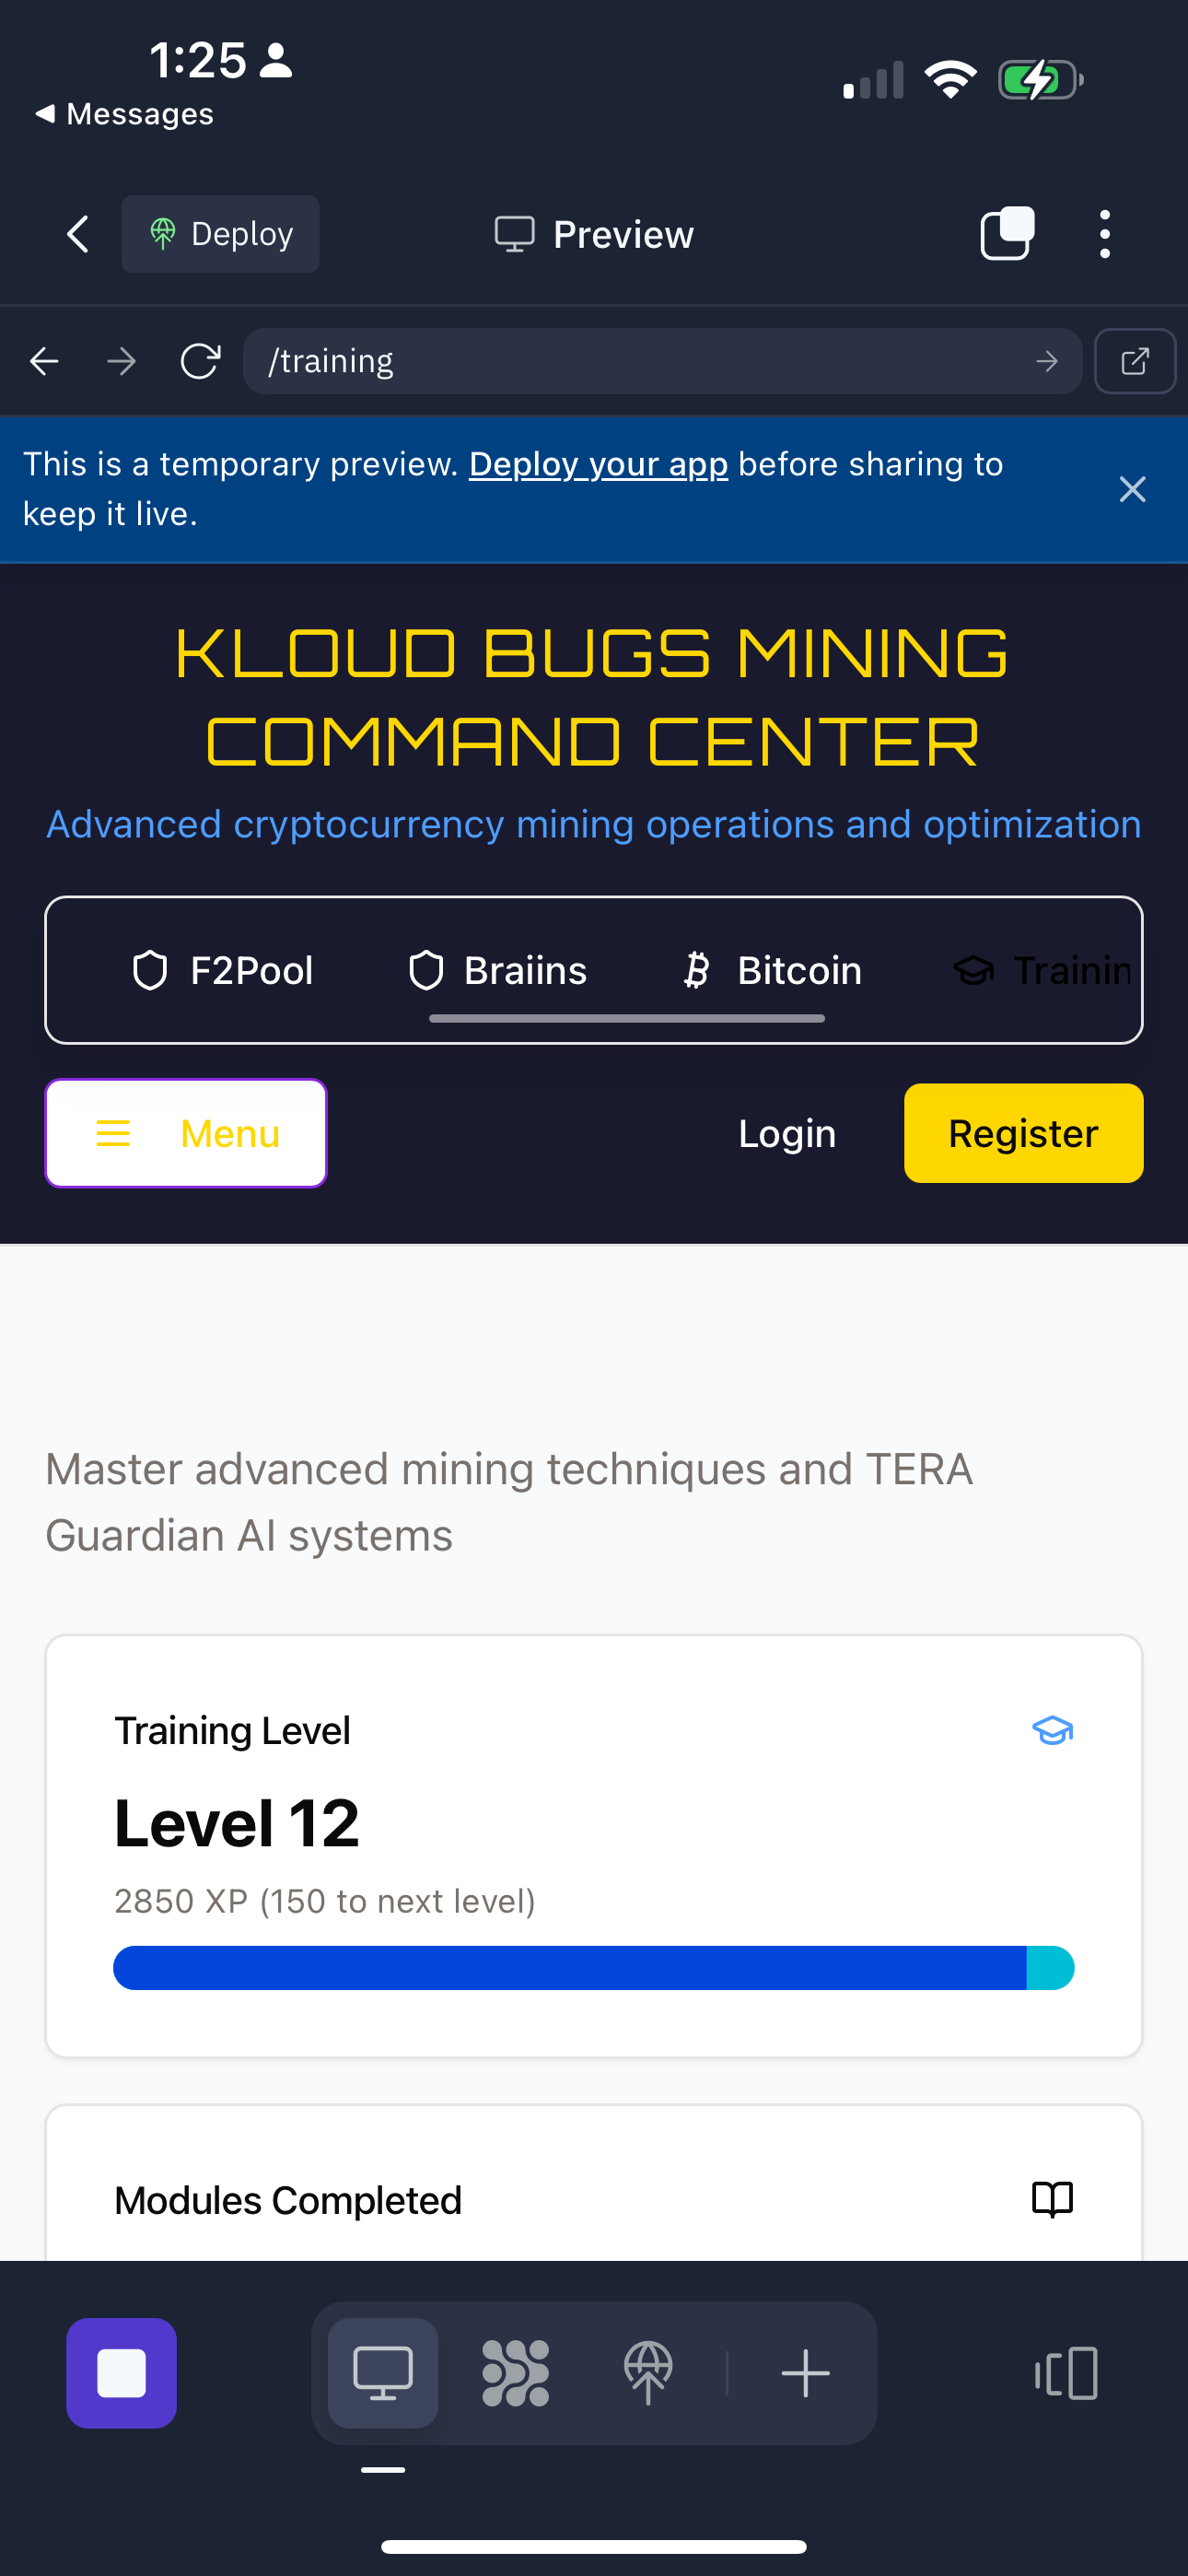 1:25
Messages
Deploy
Preview
/training
This is a temporary preview. Deploy your app before sharing to
keep it live.
KLOUD BUGS MINING
COMMAND CENTER
Advanced cryptocurrency mining operations and optimization
F2Pool
Braiins
Bitcoin
Trainin
Menu
Login
Register
Master advanced mining techniques and TERA
Guardian AI systems
Training Level
Level 12
2850 XP (150 to next level)
Modules Completed